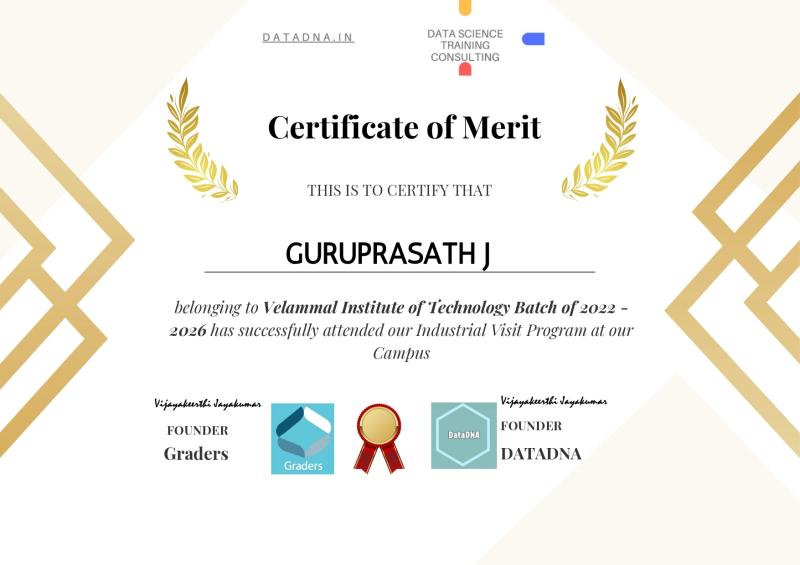 DATADNA.IN
DATA SCIENCE
TRAINING
CONSULTING
Certificate of Merit
THIS IS TO CERTIFY THAT
GURUPRASATH J
belonging to Velammal Institute of Technology Batch of 2022 -
2026 has successfully attended our Industrial Visit Program at our
Campus
Vijayakeerthi Jayakumar
FOUNDER
Graders
Graders
DataDNA
Vijayakeerthi Jayakumar
FOUNDER
DATADNA